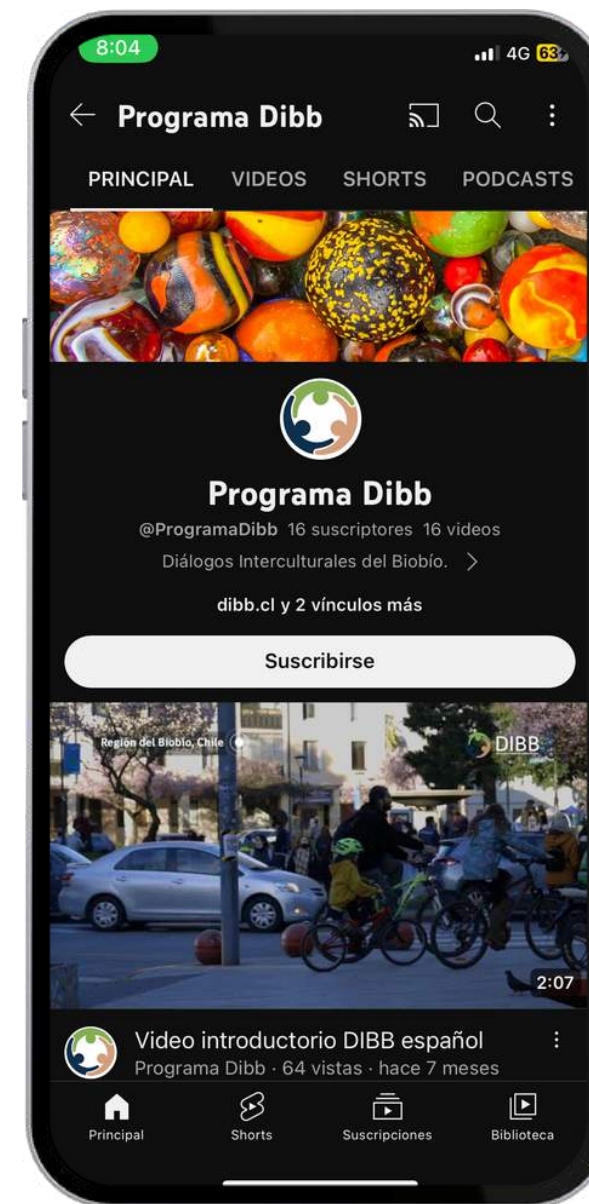 8:04
4G 63
Programa Dibb
PRINCIPAL VIDEOS SHORTS PODCASTS
Programa Dibb
@ProgramaDibb 16 suscriptores 16 videos
Diálogos Interculturales del Biobío.
dibb.cl y 2 vínculos más
Suscribirse
Región del Biobío, Chile
DIBB
2:07
Video introductorio DIBB español
Programa Dibb · 64 vistas · hace 7 meses
Principal Shorts Suscripciones Biblioteca